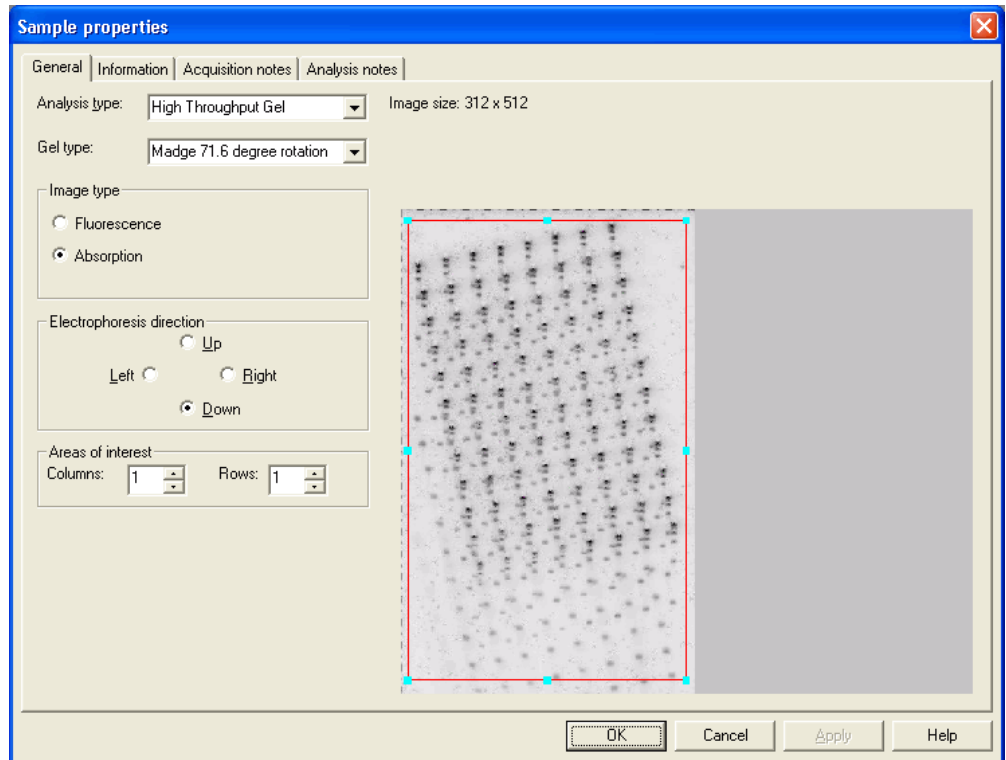 Sample properties
General Information Acquisition notes Analysis notes
Analysis type: High Throughput Gel Image size: 312 x 512
Gel type: Madge 71.6 degree rotation
Image type
Fluorescence
Absorption
Electrophoresis direction
Up
Left Right
Down
Areas of interest
Columns: 1 Rows: 1
OK Cancel Apply Help